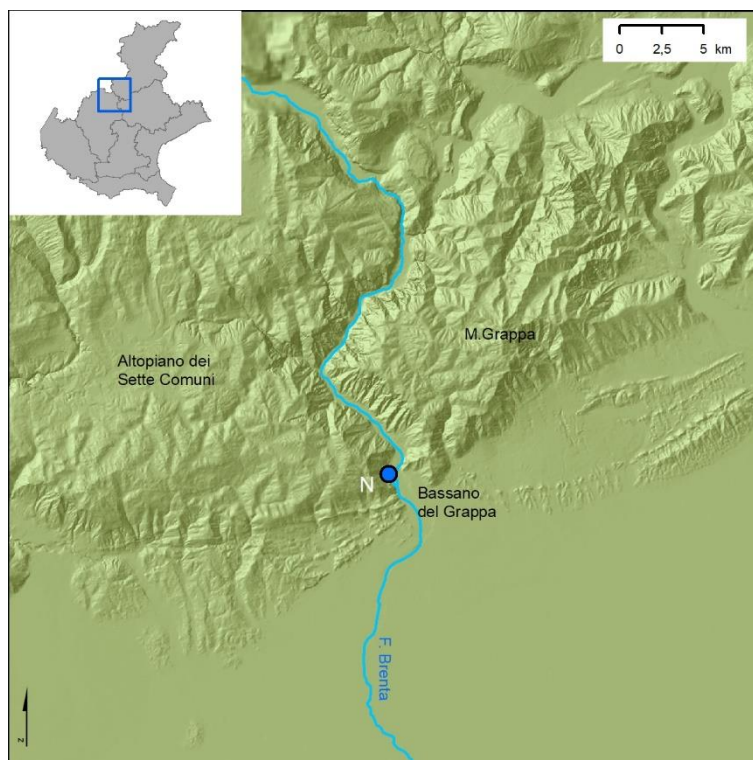 0 2,5 5 km
M.Grappa
Altopiano dei
Sette Comuni
N
Bassano
del Grappa
F. Brenta
z